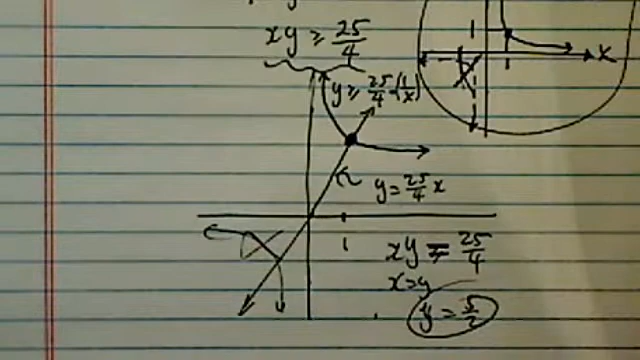 xy ≥ 25/4
y ≥ 25/4 (1/x)
1
x
1
y = 25/4 x
1
xy = 25/4
x = y
y = 5/2